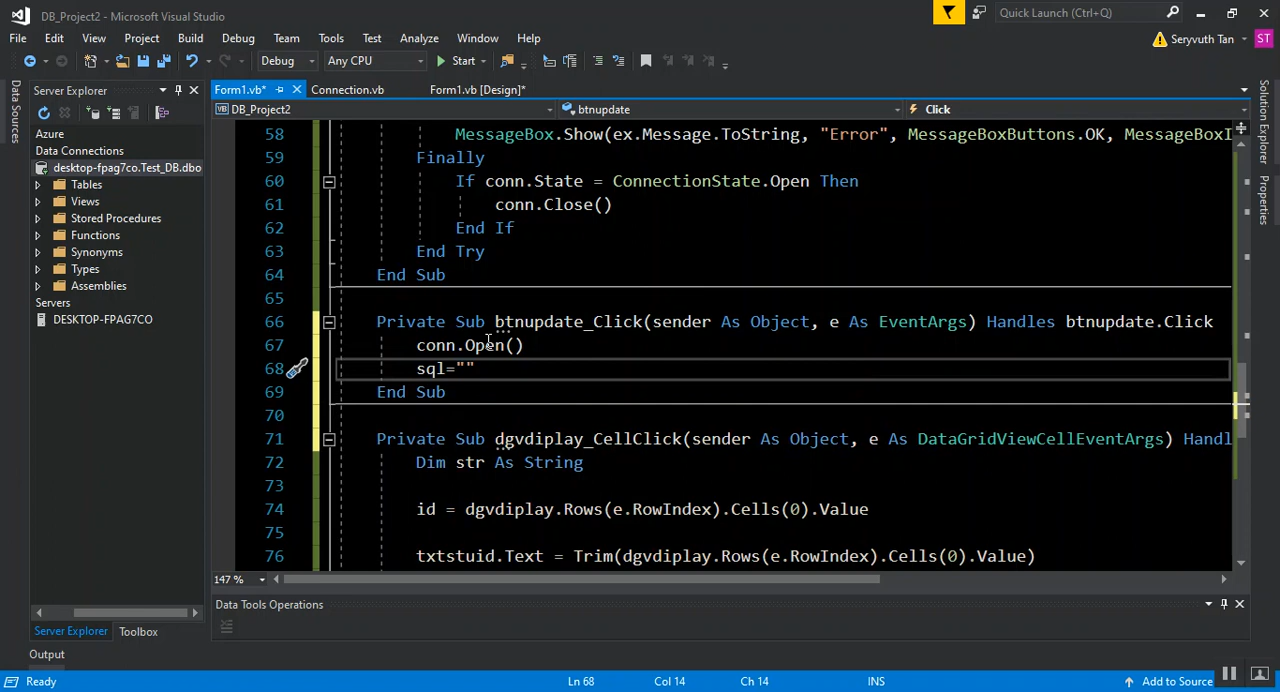 DB_Project2 - Microsoft Visual Studio
Quick Launch (Ctrl+Q)
File Edit View Project Build Debug Team Tools Test Analyze Window Help
Seryvuth Tan ST
Debug Any CPU Start
Data Sources
Server Explorer
Azure
Data Connections
desktop-fpag7co.Test_DB.dbo
Tables
Views
Stored Procedures
Functions
Synonyms
Types
Assemblies
Servers
DESKTOP-FPAG7CO
Server Explorer Toolbox
Form1.vb* Connection.vb Form1.vb [Design]*
DB_Project2 btnupdate Click
58 MessageBox.Show(ex.Message.ToString, "Error", MessageBoxButtons.OK, MessageBoxI
59 Finally
60 If conn.State = ConnectionState.Open Then
61 conn.Close()
62 End If
63 End Try
64 End Sub
65
66 Private Sub btnupdate_Click(sender As Object, e As EventArgs) Handles btnupdate.Click
67 conn.Open()
68 sql=""
69 End Sub
70
71 Private Sub dgvdiplay_CellClick(sender As Object, e As DataGridViewCellEventArgs) Handl
72 Dim str As String
73
74 id = dgvdiplay.Rows(e.RowIndex).Cells(0).Value
75
76 txtstuid.Text = Trim(dgvdiplay.Rows(e.RowIndex).Cells(0).Value)
147 %
Data Tools Operations
Solution Explorer
Properties
Output
Ready Ln 68 Col 14 Ch 14 INS Add to Source